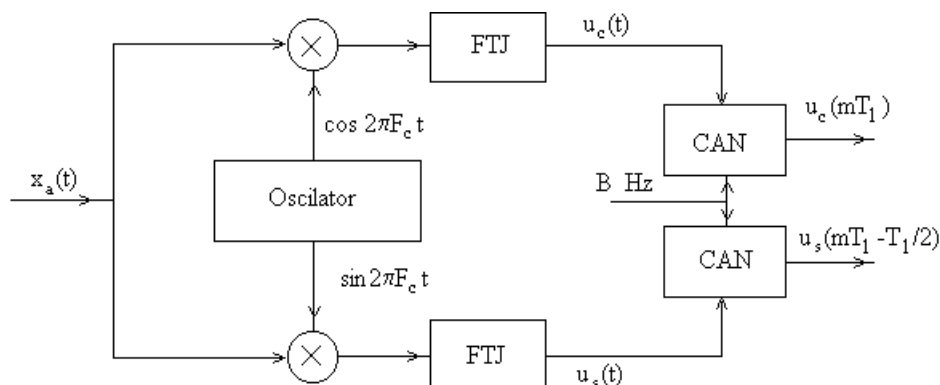 FTJ
u_c(t)
cos 2πF_c t
CAN
u_c(mT_1)
x_a(t)
Oscilator
B Hz
sin 2πF_c t
CAN
u_s(mT_1 -T_1/2)
FTJ
u_s(t)